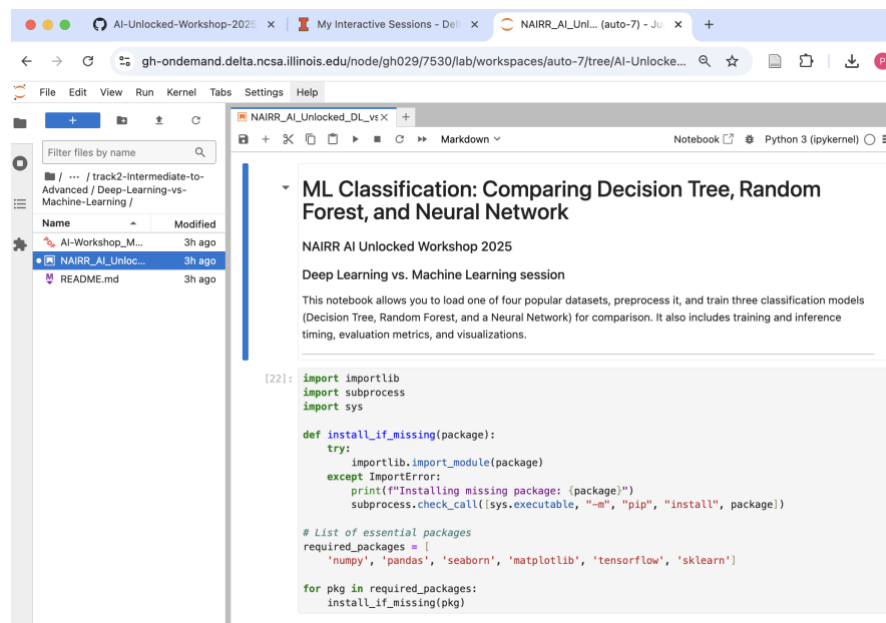 AI-Unlocked-Workshop-2025
My Interactive Sessions - Del
NAIRR_AI_Unl... (auto-7) - Ju
gh-ondemand.delta.ncsa.illinois.edu/node/gh029/7530/lab/workspaces/auto-7/tree/AI-Unlocke...
P
File Edit View Run Kernel Tabs Settings Help
Filter files by name
/ ··· / track2-Intermediate-to-
Advanced / Deep-Learning-vs-
Machine-Learning /
Name Modified
AI-Workshop_M... 3h ago
NAIRR_AI_Unloc... 3h ago
README.md 3h ago
NAIRR_AI_Unlocked_DL_vs
Markdown
Notebook
Python 3 (ipykernel)
ML Classification: Comparing Decision Tree, Random
Forest, and Neural Network
NAIRR AI Unlocked Workshop 2025
Deep Learning vs. Machine Learning session
This notebook allows you to load one of four popular datasets, preprocess it, and train three classification models
(Decision Tree, Random Forest, and a Neural Network) for comparison. It also includes training and inference
timing, evaluation metrics, and visualizations.
[22]:
import importlib
import subprocess
import sys
def install_if_missing(package):
    try:
        importlib.import_module(package)
    except ImportError:
        print(f"Installing missing package: {package}")
        subprocess.check_call([sys.executable, "-m", "pip", "install", package])
# List of essential packages
required_packages = [
    'numpy', 'pandas', 'seaborn', 'matplotlib', 'tensorflow', 'sklearn']
for pkg in required_packages:
    install_if_missing(pkg)